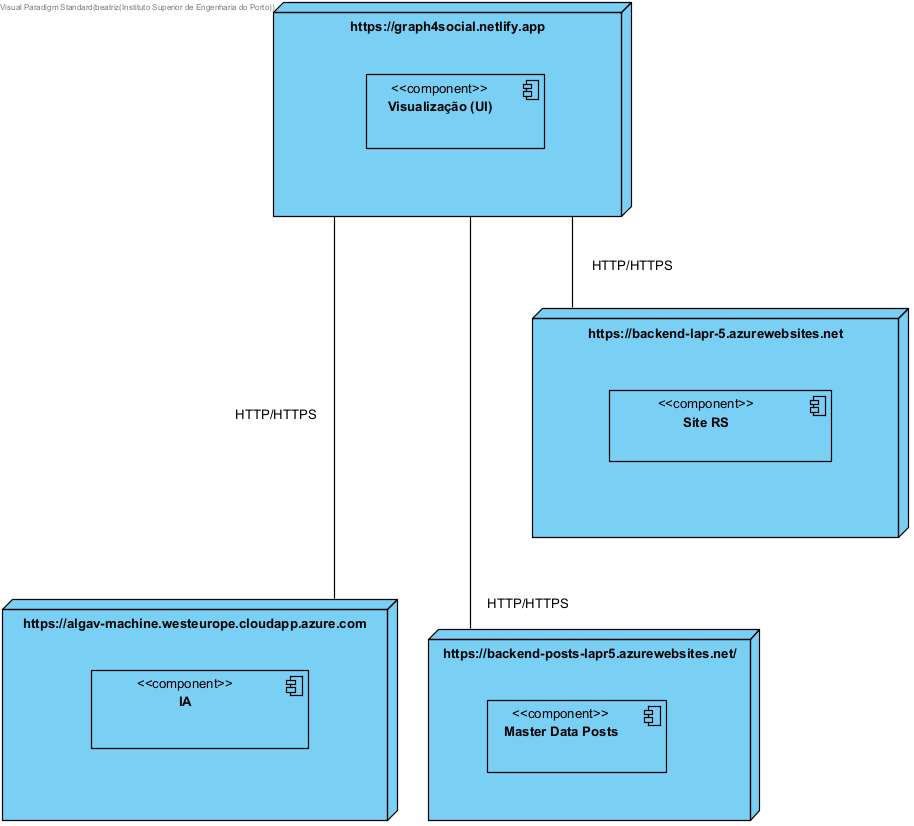 Visual Paradigm Standard(beatriz(Instituto Superior de Engenharia do Porto))
https://graph4social.netlify.app
<<component>>
Visualização (UI)
HTTP/HTTPS
https://backend-lapr-5.azurewebsites.net
<<component>>
Site RS
HTTP/HTTPS
HTTP/HTTPS
https://algav-machine.westeurope.cloudapp.azure.com
<<component>>
IA
https://backend-posts-lapr5.azurewebsites.net/
<<component>>
Master Data Posts